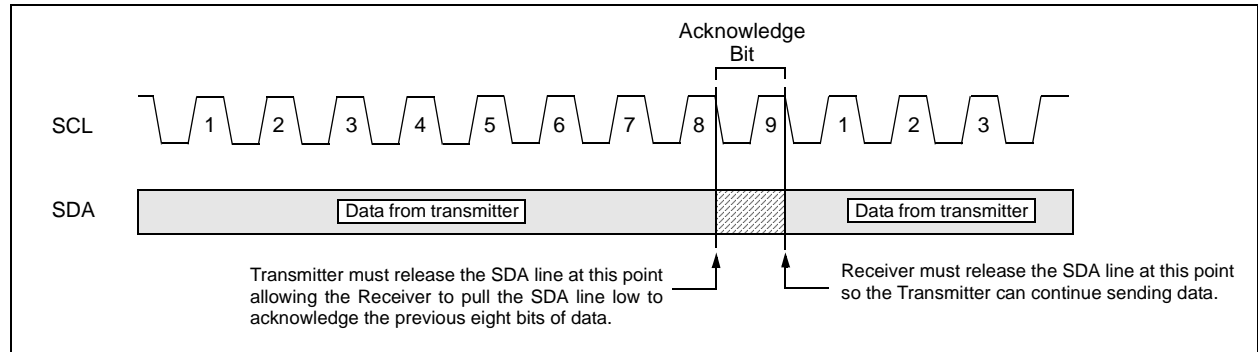 Acknowledge
Bit
SCL
1 2 3 4 5 6 7 8 9 1 2 3
SDA
Data from transmitter
Data from transmitter
Transmitter must release the SDA line at this point
allowing the Receiver to pull the SDA line low to
acknowledge the previous eight bits of data.
Receiver must release the SDA line at this point
so the Transmitter can continue sending data.